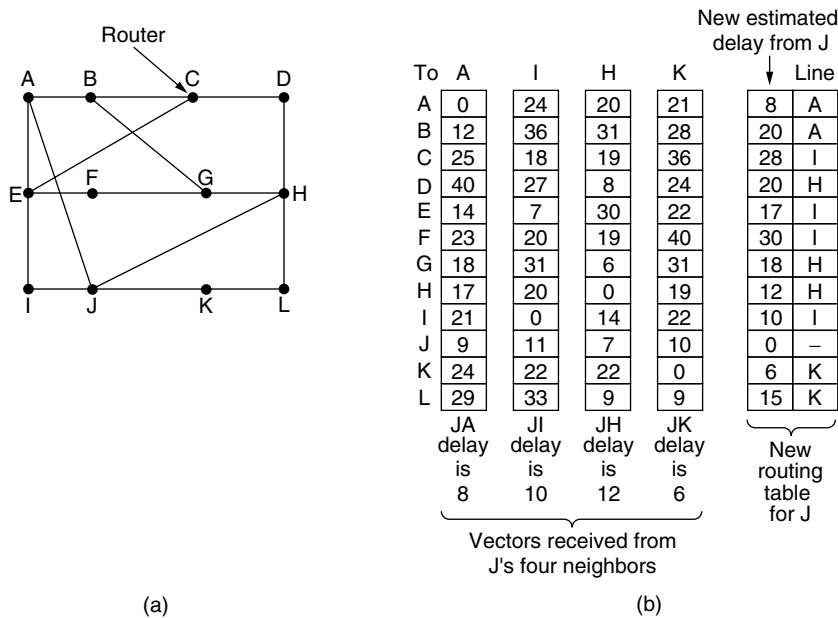 Router
A B C D
E F G H
I J K L
(a)
New estimated
delay from J
To A I H K Line
A 0 24 20 21 8 A
B 12 36 31 28 20 A
C 25 18 19 36 28 I
D 40 27 8 24 20 H
E 14 7 30 22 17 I
F 23 20 19 40 30 I
G 18 31 6 31 18 H
H 17 20 0 19 12 H
I 21 0 14 22 10 I
J 9 11 7 10 0 –
K 24 22 22 0 6 K
L 29 33 9 9 15 K
JA delay is 8
JI delay is 10
JH delay is 12
JK delay is 6
New
routing
table
for J
Vectors received from
J's four neighbors
(b)